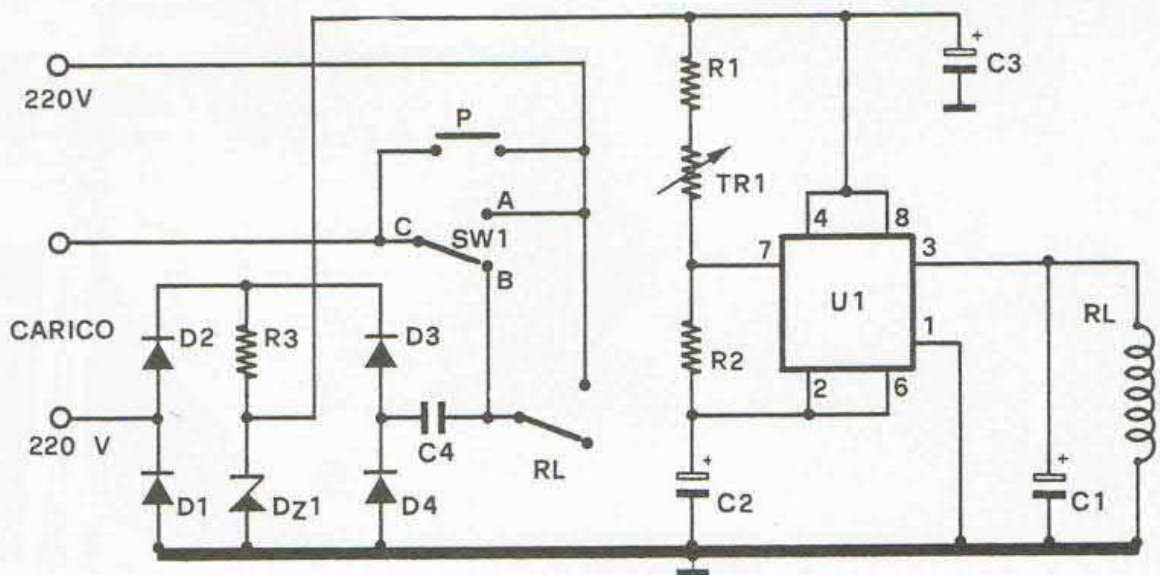 220V
P
A
C
SW1
B
CARICO
D2
R3
D3
220 V
C4
RL
D1
DZ1
D4
R1
TR1
C3
+
4
8
7
3
U1
1
RL
R2
2
6
+
C2
+
C1